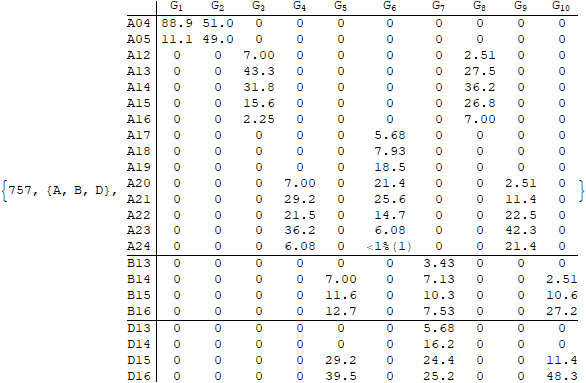 G1 G2 G3 G4 G5 G6 G7 G8 G9 G10
A04 88.9 51.0 0 0 0 0 0 0 0 0
A05 11.1 49.0 0 0 0 0 0 0 0 0
A12 0 0 7.00 0 0 0 0 2.51 0 0
A13 0 0 43.3 0 0 0 0 27.5 0 0
A14 0 0 31.8 0 0 0 0 36.2 0 0
A15 0 0 15.6 0 0 0 0 26.8 0 0
A16 0 0 2.25 0 0 0 0 7.00 0 0
A17 0 0 0 0 0 5.68 0 0 0 0
A18 0 0 0 0 0 7.93 0 0 0 0
A19 0 0 0 0 0 18.5 0 0 0 0
{757, {A, B, D}, A20 0 0 0 7.00 0 21.4 0 0 2.51 0 }
A21 0 0 0 29.2 0 25.6 0 0 11.4 0
A22 0 0 0 21.5 0 14.7 0 0 22.5 0
A23 0 0 0 36.2 0 6.08 0 0 42.3 0
A24 0 0 0 6.08 0 <1%(1) 0 0 21.4 0
B13 0 0 0 0 0 0 3.43 0 0 0
B14 0 0 0 0 7.00 0 7.13 0 0 2.51
B15 0 0 0 0 11.6 0 10.3 0 0 10.6
B16 0 0 0 0 12.7 0 7.53 0 0 27.2
D13 0 0 0 0 0 0 5.68 0 0 0
D14 0 0 0 0 0 0 16.2 0 0 0
D15 0 0 0 0 29.2 0 24.4 0 0 11.4
D16 0 0 0 0 39.5 0 25.2 0 0 48.3